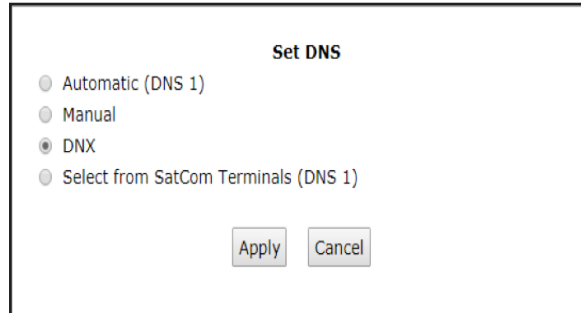 Set DNS
Automatic (DNS 1)
Manual
DNX
Select from SatCom Terminals (DNS 1)
Apply Cancel